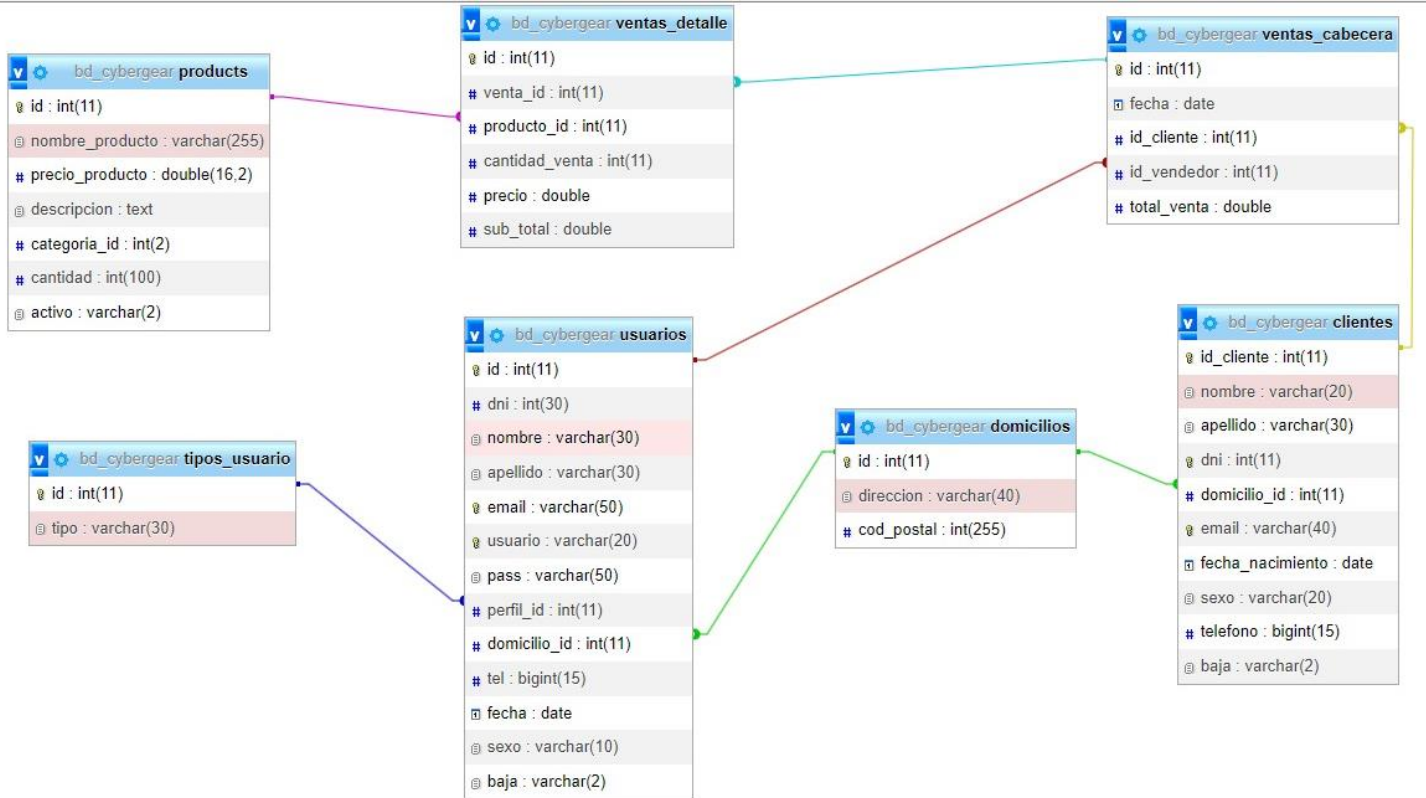 bd_cybergear products
id : int(11)
nombre_producto : varchar(255)
precio_producto : double(16,2)
descripcion : text
categoria_id : int(2)
cantidad : int(100)
activo : varchar(2)
bd_cybergear ventas_detalle
id : int(11)
venta_id : int(11)
producto_id : int(11)
cantidad_venta : int(11)
precio : double
sub_total : double
bd_cybergear ventas_cabecera
id : int(11)
fecha : date
id_cliente : int(11)
id_vendedor : int(11)
total_venta : double
bd_cybergear tipos_usuario
id : int(11)
tipo : varchar(30)
bd_cybergear usuarios
id : int(11)
dni : int(30)
nombre : varchar(30)
apellido : varchar(30)
email : varchar(50)
usuario : varchar(20)
pass : varchar(50)
perfil_id : int(11)
domicilio_id : int(11)
tel : bigint(15)
fecha : date
sexo : varchar(10)
baja : varchar(2)
bd_cybergear domicilios
id : int(11)
direccion : varchar(40)
cod_postal : int(255)
bd_cybergear clientes
id_cliente : int(11)
nombre : varchar(20)
apellido : varchar(30)
dni : int(11)
domicilio_id : int(11)
email : varchar(40)
fecha_nacimiento : date
sexo : varchar(20)
telefono : bigint(15)
baja : varchar(2)